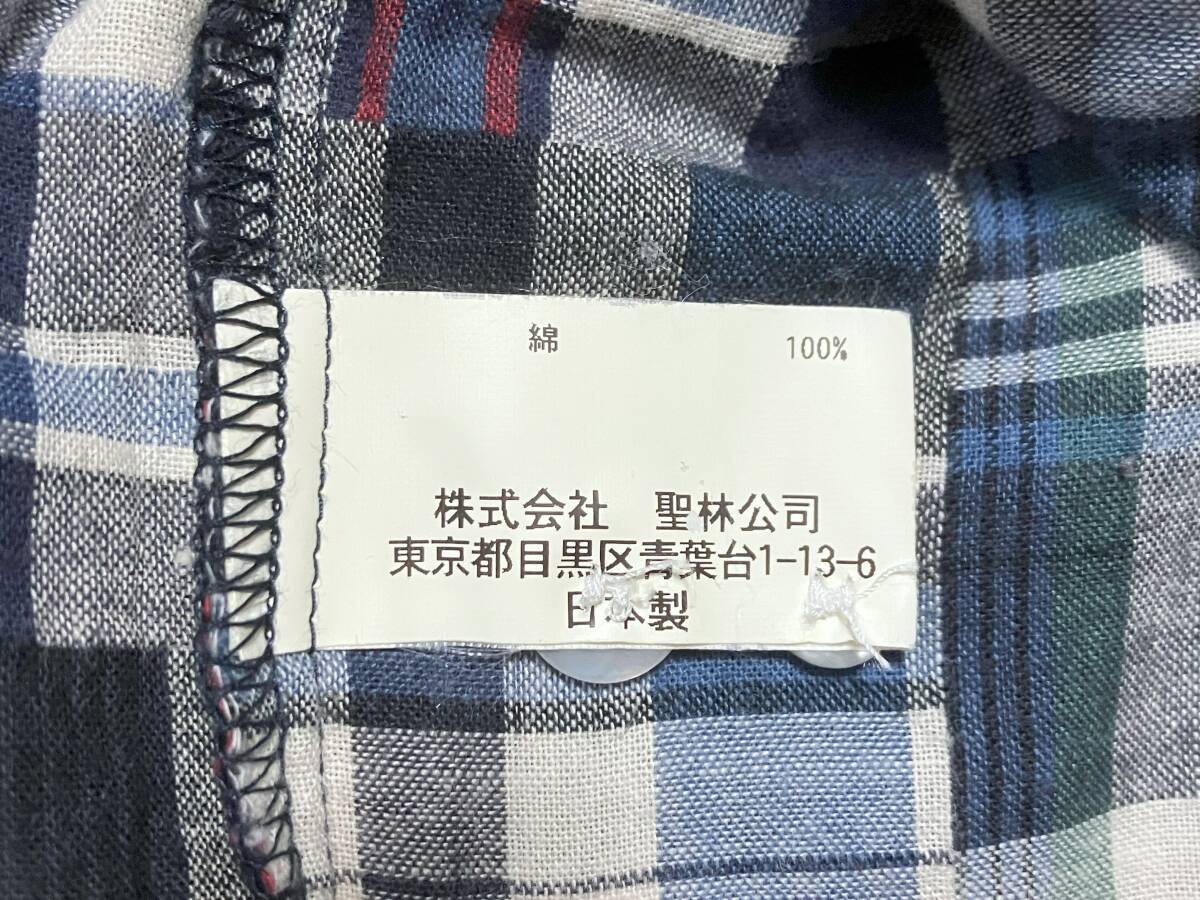 綿 100%
株式会社 聖林公司
東京都目黒区青葉台1-13-6
日本製